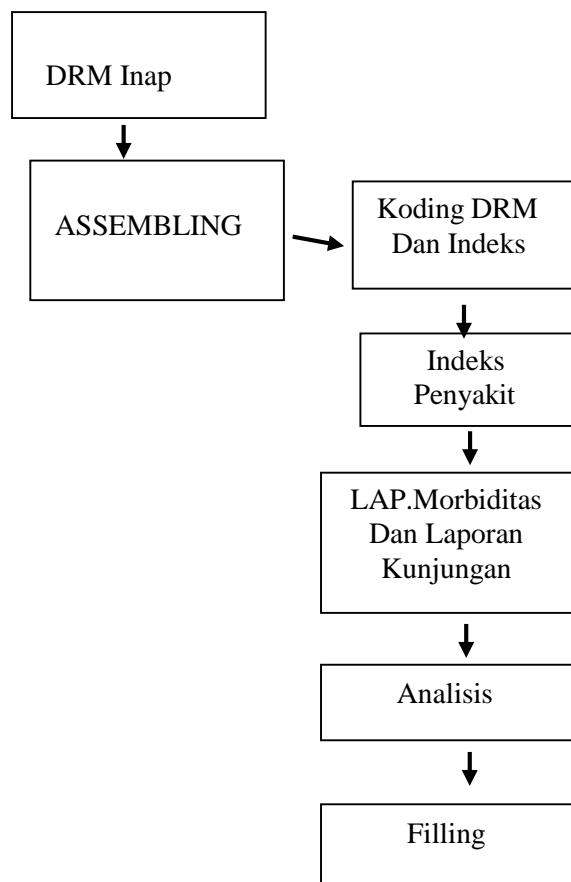 DRM Inap
ASSEMBLING
Koding DRM
Dan Indeks
Indeks
Penyakit
LAP.Morbiditas
Dan Laporan
Kunjungan
Analisis
Filling